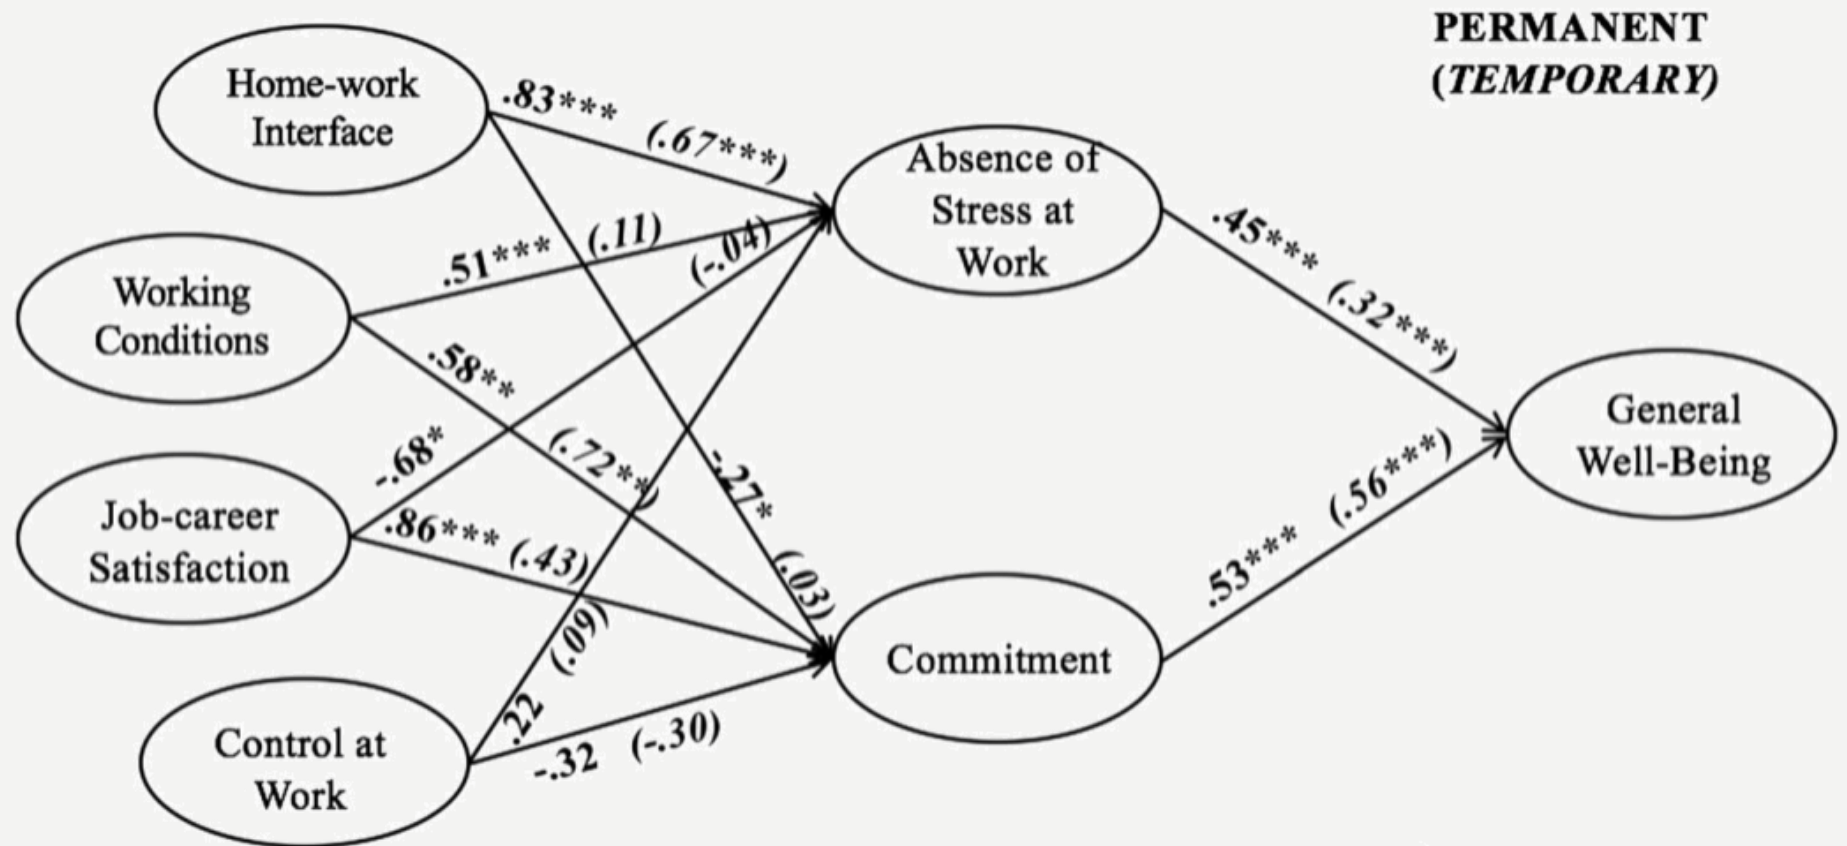 PERMANENT
(TEMPORARY)
Home-work
Interface
.83*** (.67***)
Absence of
Stress at
Work
.51*** (.11)
(-.04)
.45*** (.32***)
Working
Conditions
.58**
(.72**)
-.68*
-.27*
(.03)
General
Well-Being
Job-career
Satisfaction
.86*** (.43)
.53*** (.56***)
(.09)
.22
Commitment
Control at
Work
-.32 (-.30)